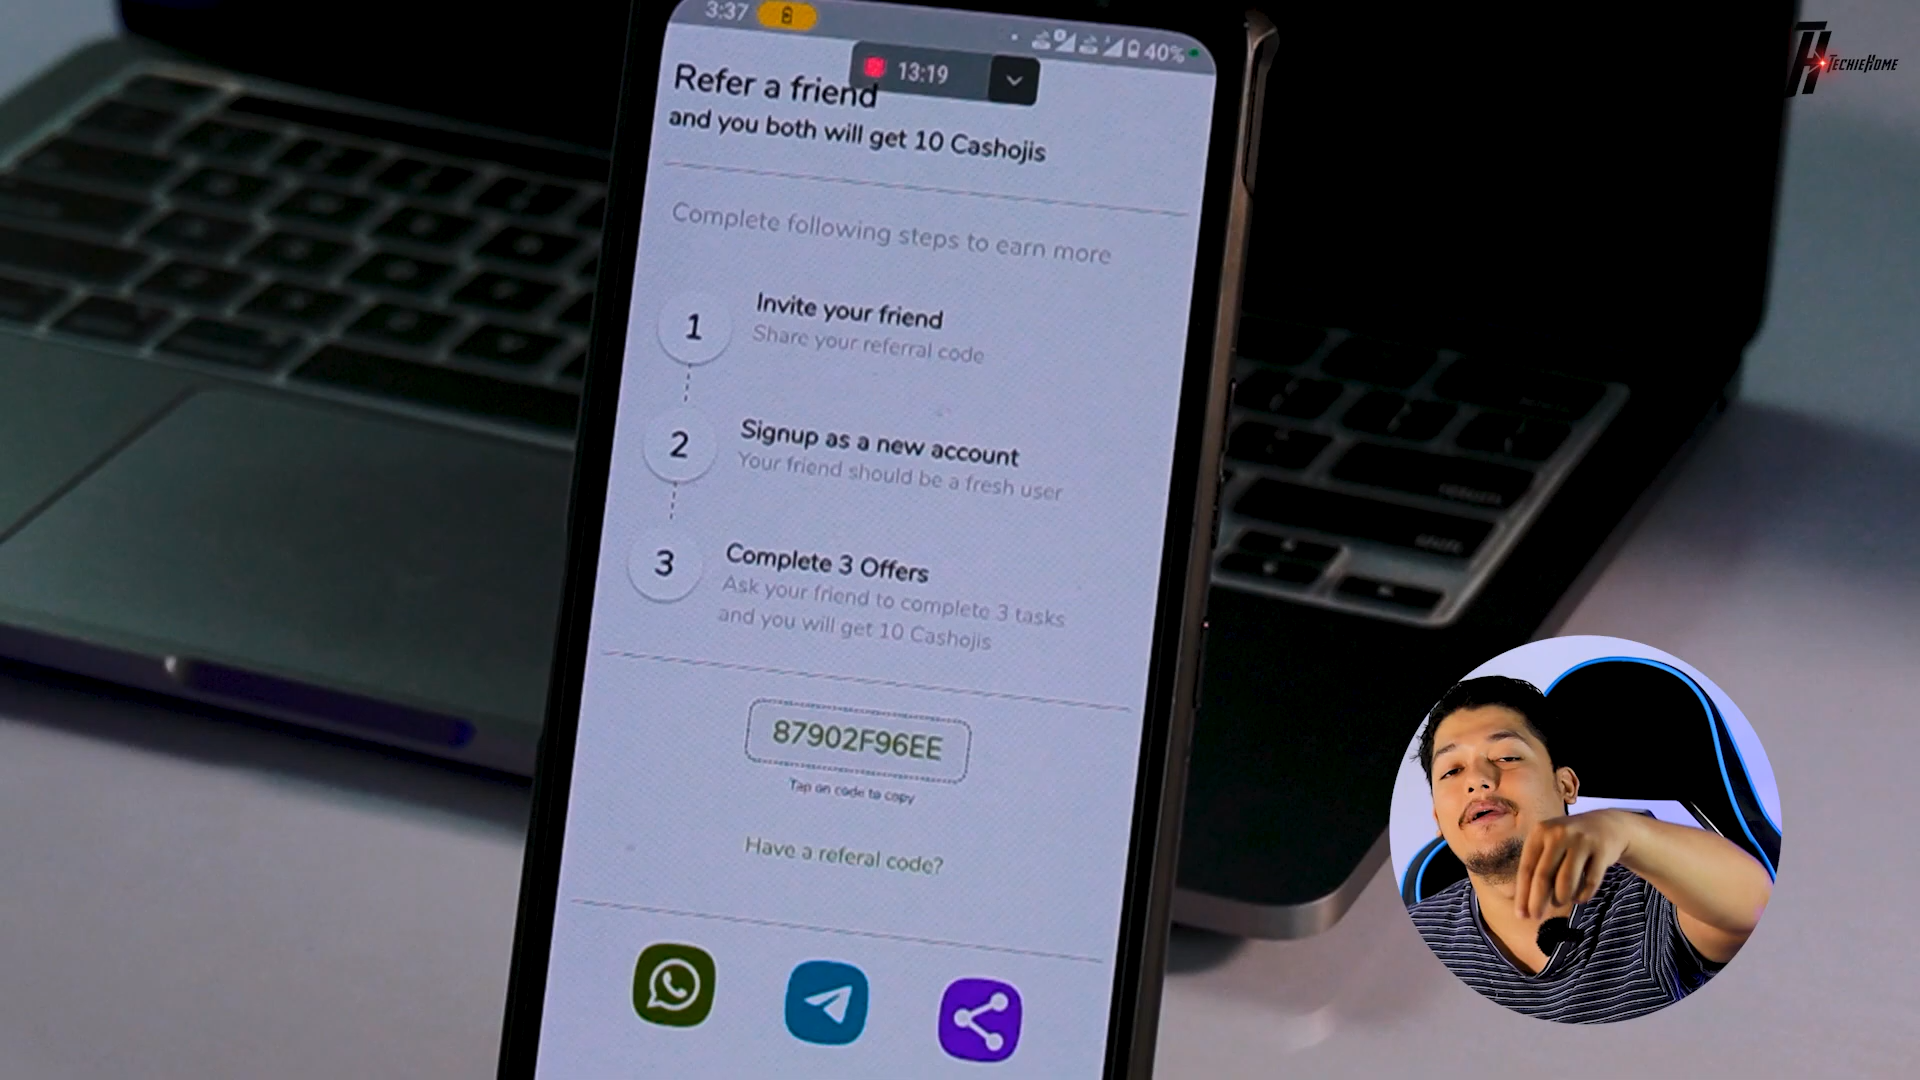 3:37
40%
13:19
Refer a friend
and you both will get 10 Cashojis
Complete following steps to earn more
1
Invite your friend
Share your referral code
2
Signup as a new account
Your friend should be a fresh user
3
Complete 3 Offers
Ask your friend to complete 3 tasks
and you will get 10 Cashojis
87902F96EE
Tap on code to copy
Have a referal code?
TH
TECHIEHOME